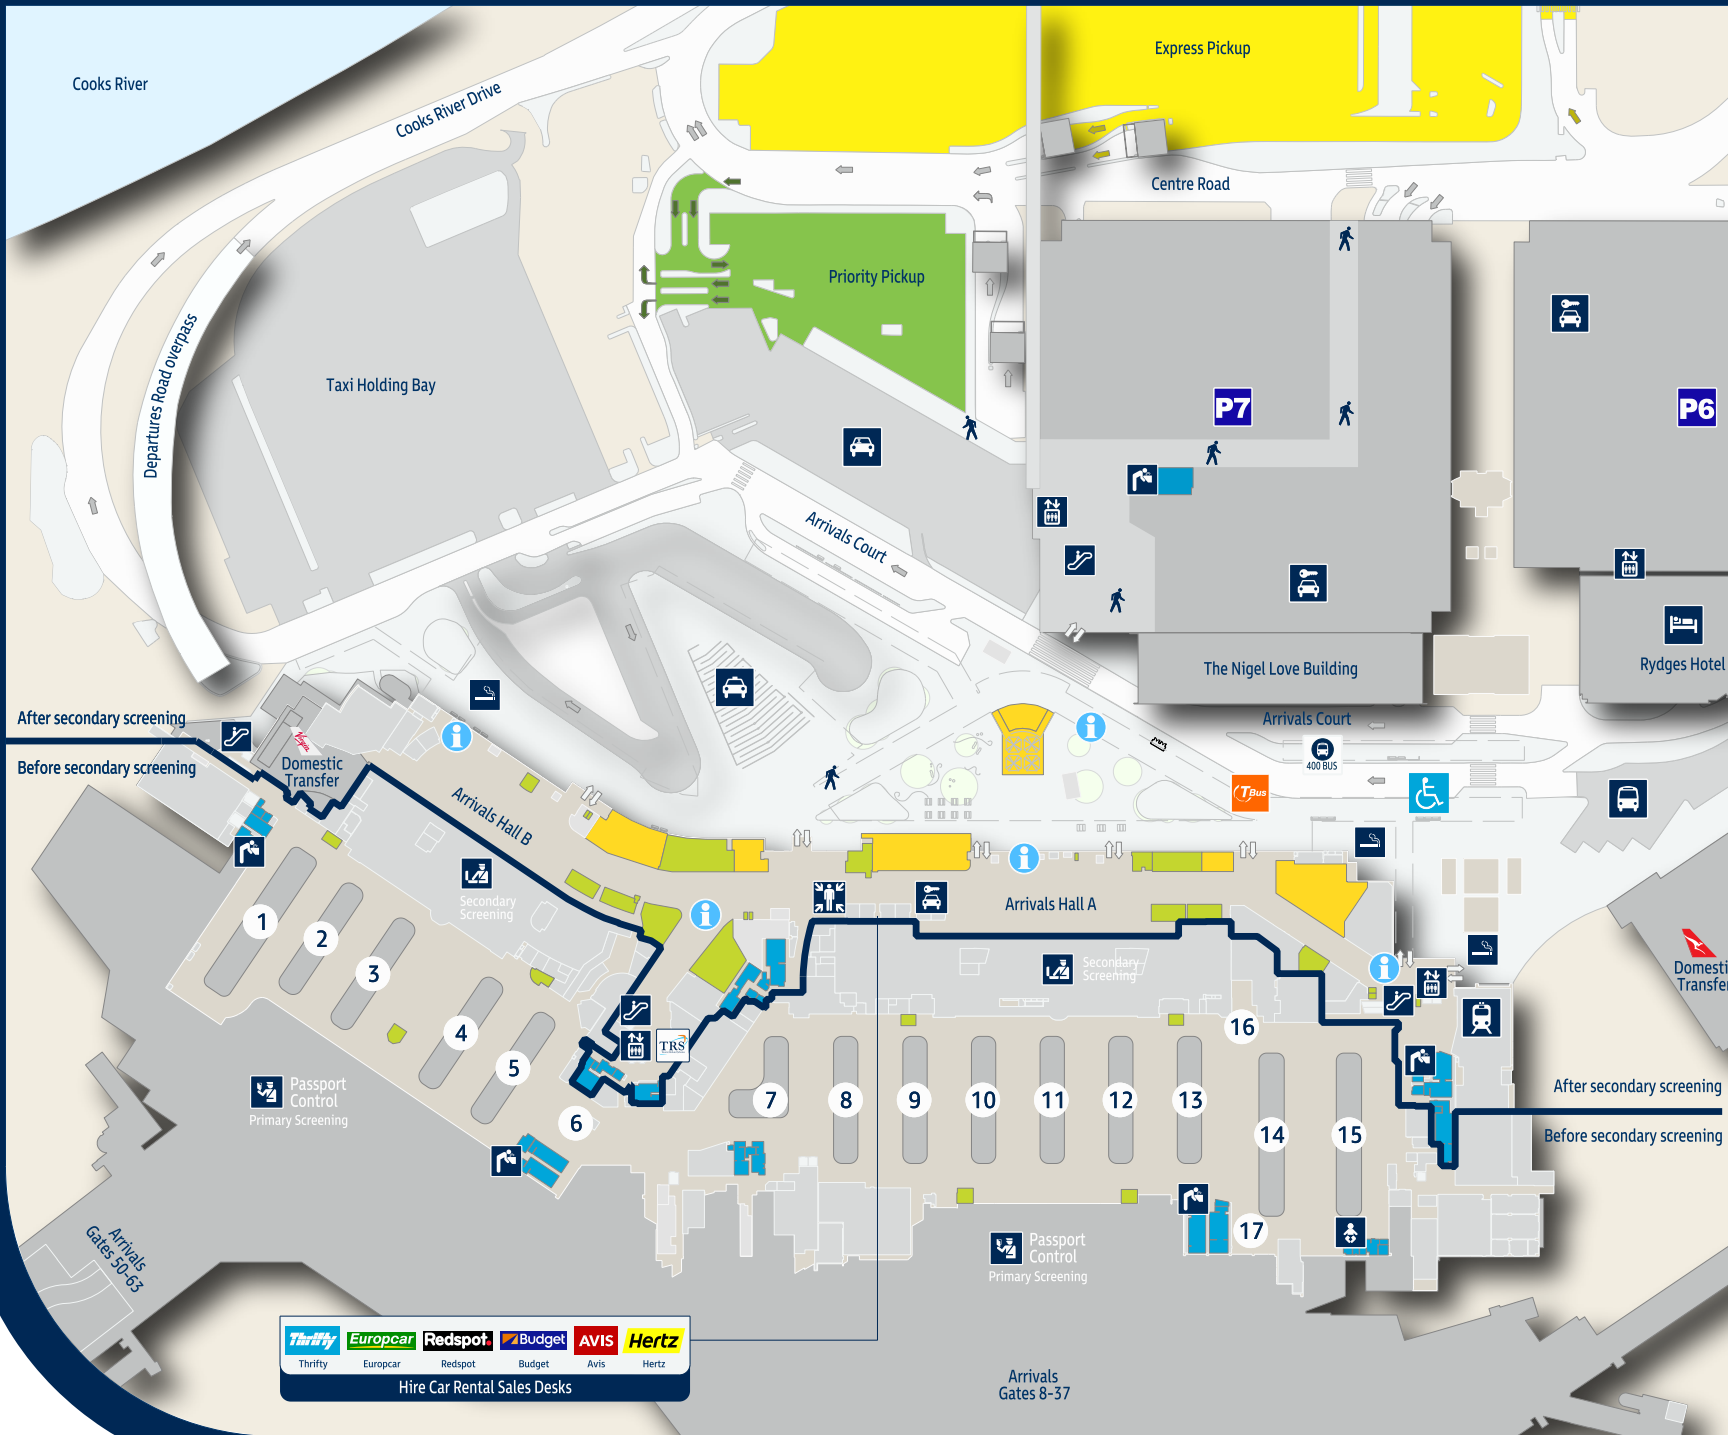 Express Pickup
Cooks River
Cooks River Drive
Centre Road
Priority Pickup
Departures Road overpass
Taxi Holding Bay
P7
P6
Arrivals Court
The Nigel Love Building
Rydges Hotel
After secondary screening
Before secondary screening
Virgin
Domestic
Transfer
Arrivals Court
400 BUS
TBus
Arrivals Hall B
Secondary
Screening
Arrivals Hall A
Secondary
Screening
1
2
3
4
5
6
TRS
7
8
9
10
11
12
13
14
15
16
17
Passport
Control
Primary Screening
After secondary screening
Before secondary screening
Arrivals
Gates 50-63
Passport
Control
Primary Screening
Thrifty
Europcar
Redspot
Budget
AVIS
Hertz
Thrifty
Europcar
Redspot
Budget
Avis
Hertz
Hire Car Rental Sales Desks
Arrivals
Gates 8-37